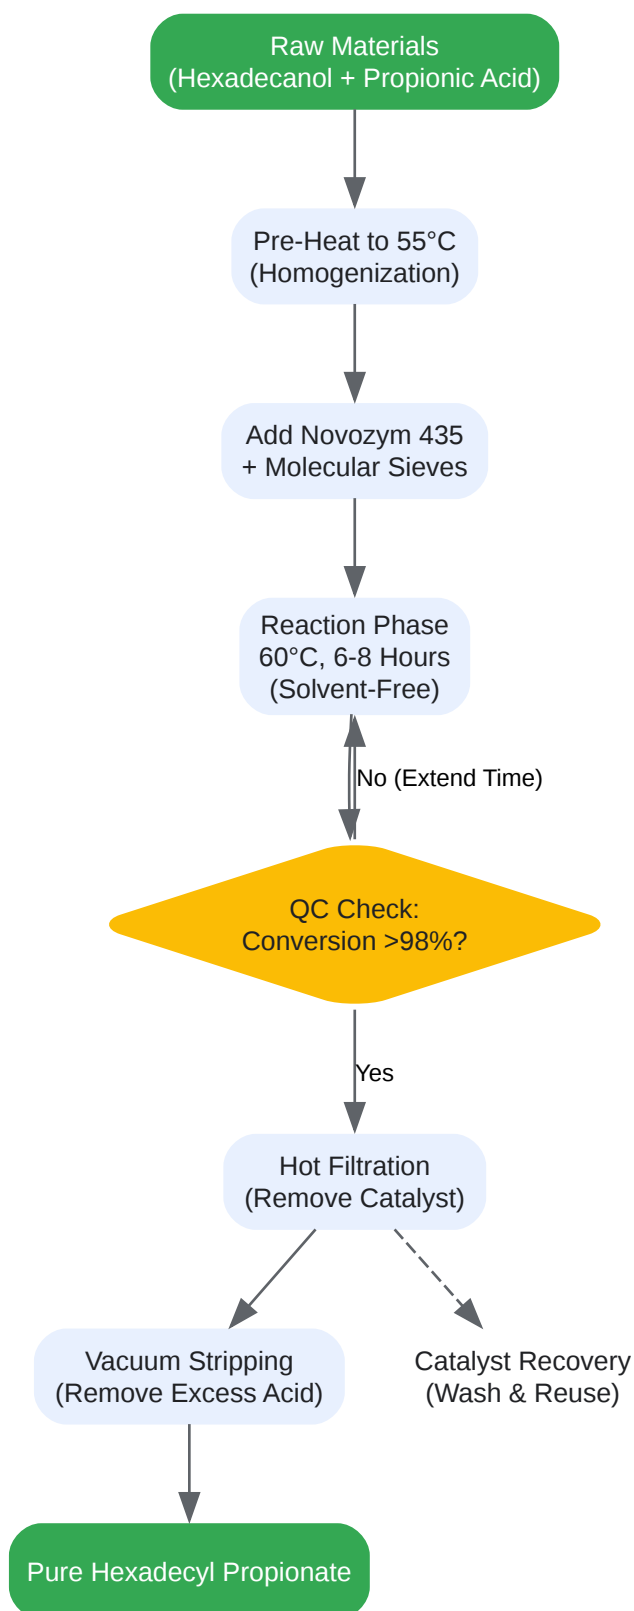 Raw Materials
(Hexadecanol + Propionic Acid)
Pre-Heat to 55°C
(Homogenization)
Add Novozym 435
+ Molecular Sieves
Reaction Phase
60°C, 6-8 Hours
(Solvent-Free)
No (Extend Time)
QC Check:
Conversion >98%?
Yes
Hot Filtration
(Remove Catalyst)
Vacuum Stripping
(Remove Excess Acid)
Catalyst Recovery
(Wash & Reuse)
Pure Hexadecyl Propionate